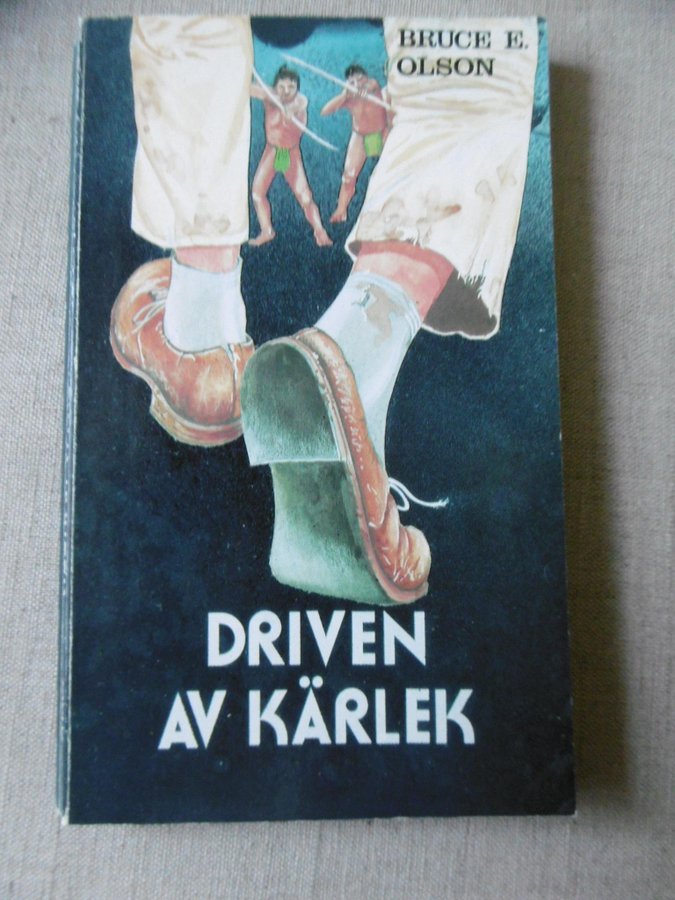 BRUCE E.
OLSON
DRIVEN
AV KÄRLEK